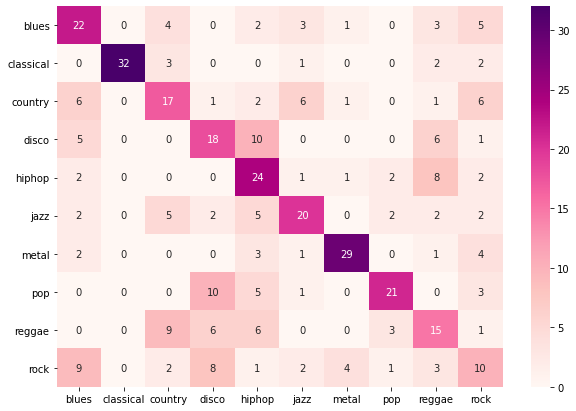 blues 22 0 4 0 2 3 1 0 3 5
classical 0 32 3 0 0 1 0 0 2 2
country 6 0 17 1 2 6 1 0 1 6
disco 5 0 0 18 10 0 0 0 6 1
hiphop 2 0 0 0 24 1 1 2 8 2
jazz 2 0 5 2 5 20 0 2 2 2
metal 2 0 0 0 3 1 29 0 1 4
pop 0 0 0 10 5 1 0 21 0 3
reggae 0 0 9 6 6 0 0 3 15 1
rock 9 0 2 8 1 2 4 1 3 10
blues classical country disco hiphop jazz metal pop reggae rock
30
25
20
15
10
5
0